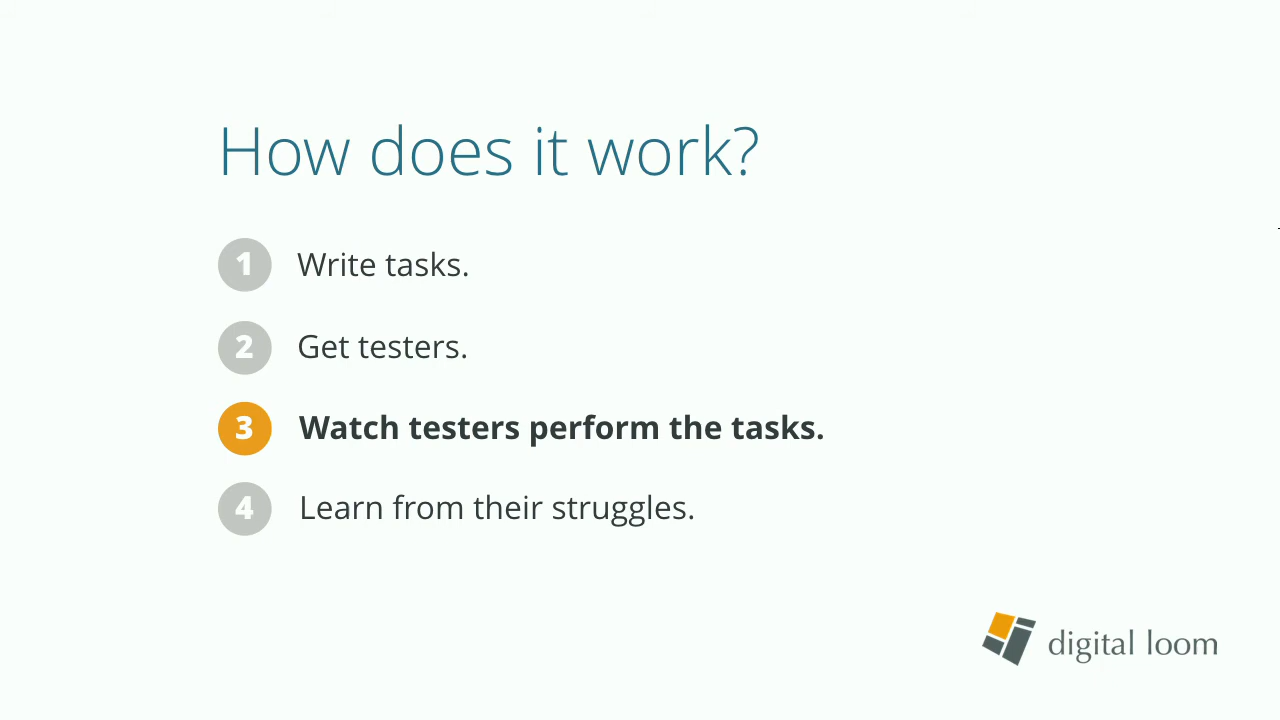 How does it work?
1 Write tasks.
2 Get testers.
3 Watch testers perform the tasks.
4 Learn from their struggles.
digital loom